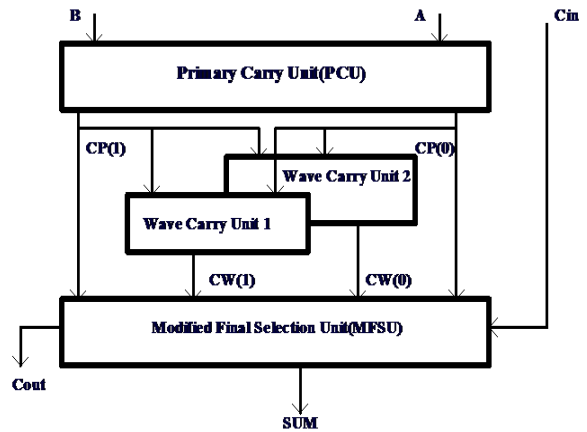 B
A
Cin
Primary Carry Unit(PCU)
CP(1)
CP(0)
Wave Carry Unit 2
Wave Carry Unit 1
CW(1)
CW(0)
Modified Final Selection Unit(MFSU)
Cout
SUM